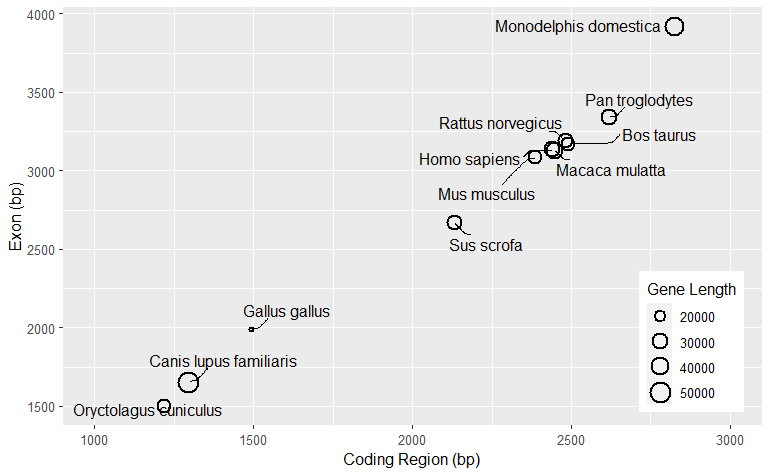 4000
3500
3000
2500
2000
1500
Exon (bp)
Monodelphis domestica
Pan troglodytes
Rattus norvegicus
Bos taurus
Homo sapiens
Macaca mulatta
Mus musculus
Sus scrofa
Gallus gallus
Canis lupus familiaris
Oryctolagus cuniculus
Gene Length
20000
30000
40000
50000
1000
1500
2000
2500
3000
Coding Region (bp)